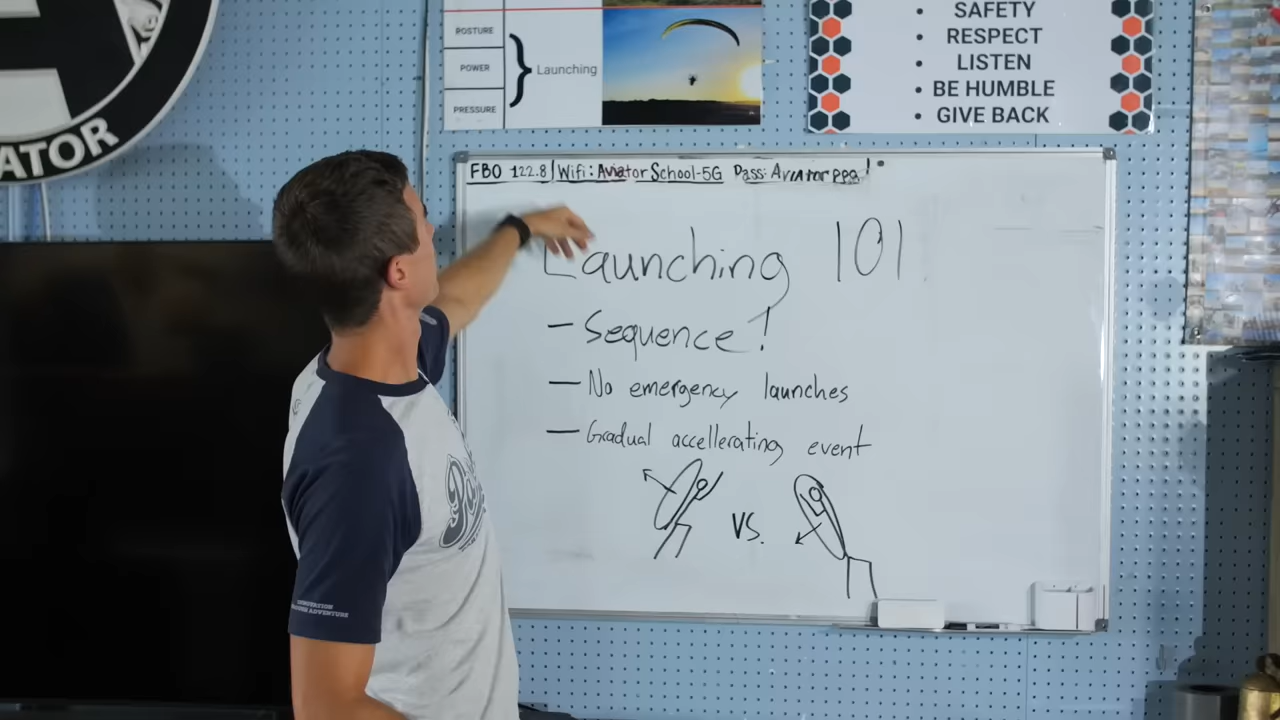 ATOR
POSTURE
POWER
PRESSURE
Launching
• SAFETY
• RESPECT
• LISTEN
• BE HUMBLE
• GIVE BACK
FBO 122.8 | Wifi: Aviator School-5G Pass: Aviatorppg!
Launching 101
- Sequence!
- No emergency launches
- Gradual accellerating event
VS.